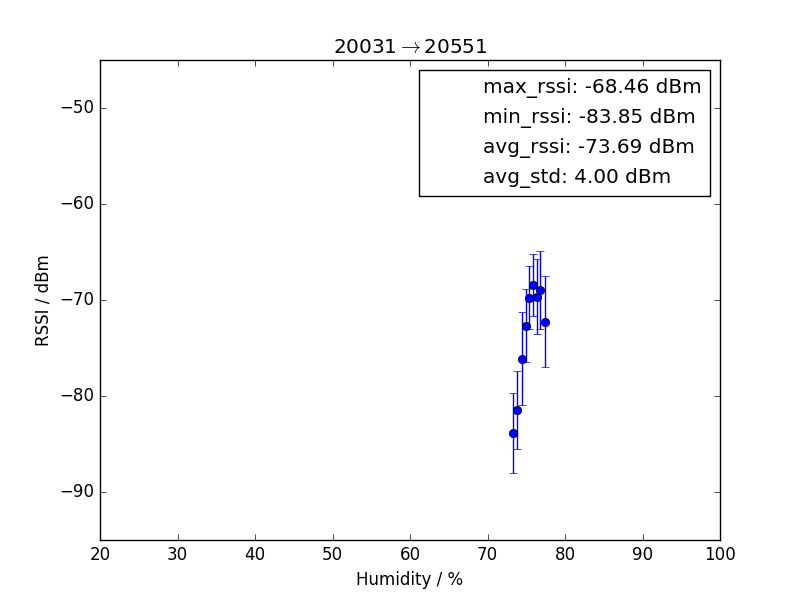 20031→20551
max_rssi: -68.46 dBm
min_rssi: -83.85 dBm
avg_rssi: -73.69 dBm
avg_std: 4.00 dBm
RSSI / dBm
−50
−60
−70
−80
−90
20 30 40 50 60 70 80 90 100
Humidity / %